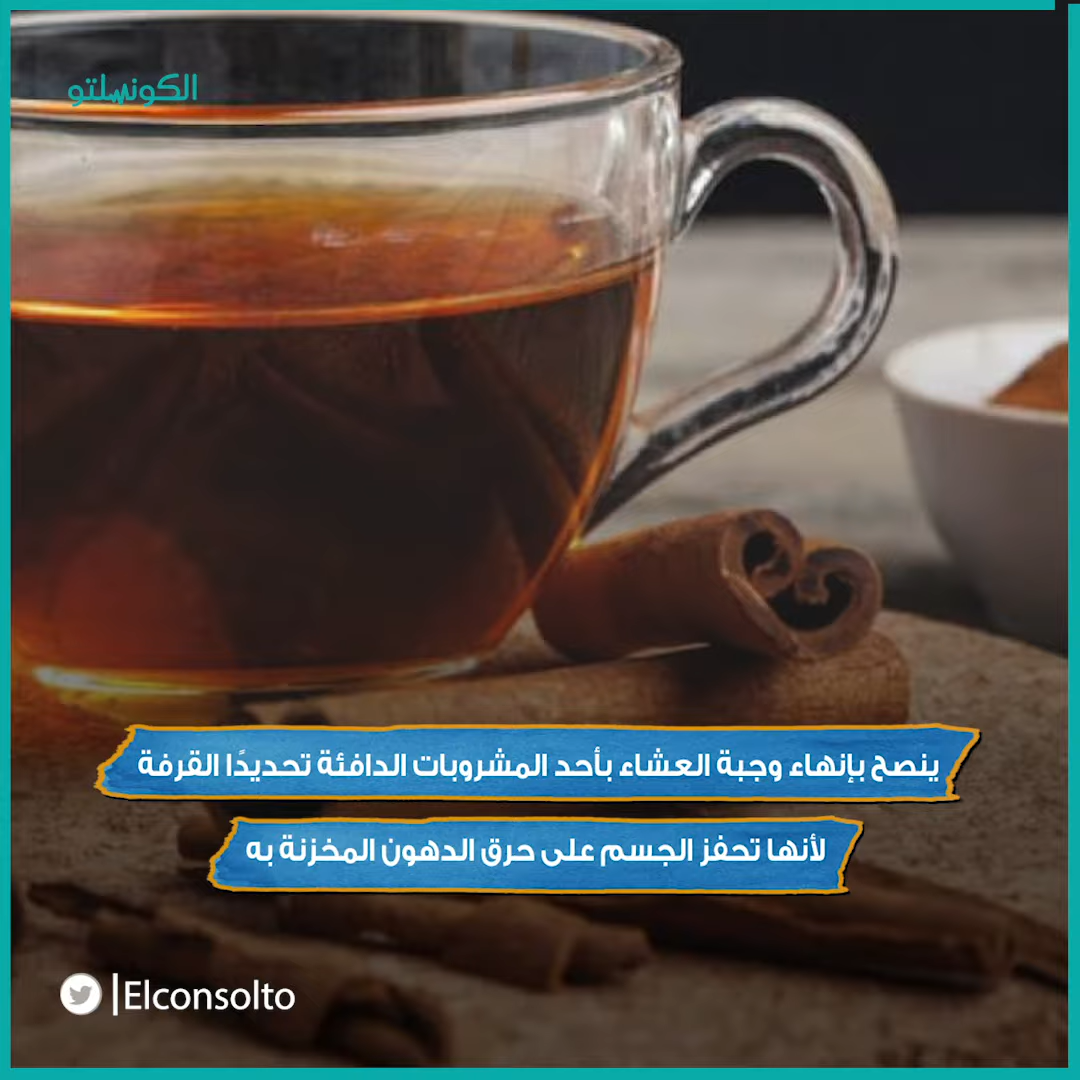 الكونسلتو
ينصح بإنهاء وجبة العشاء بأحد المشروبات الدافئة تحديدًا القرفة
لأنها تحفز الجسم على حرق الدهون المخزنة به
|Elconsolto